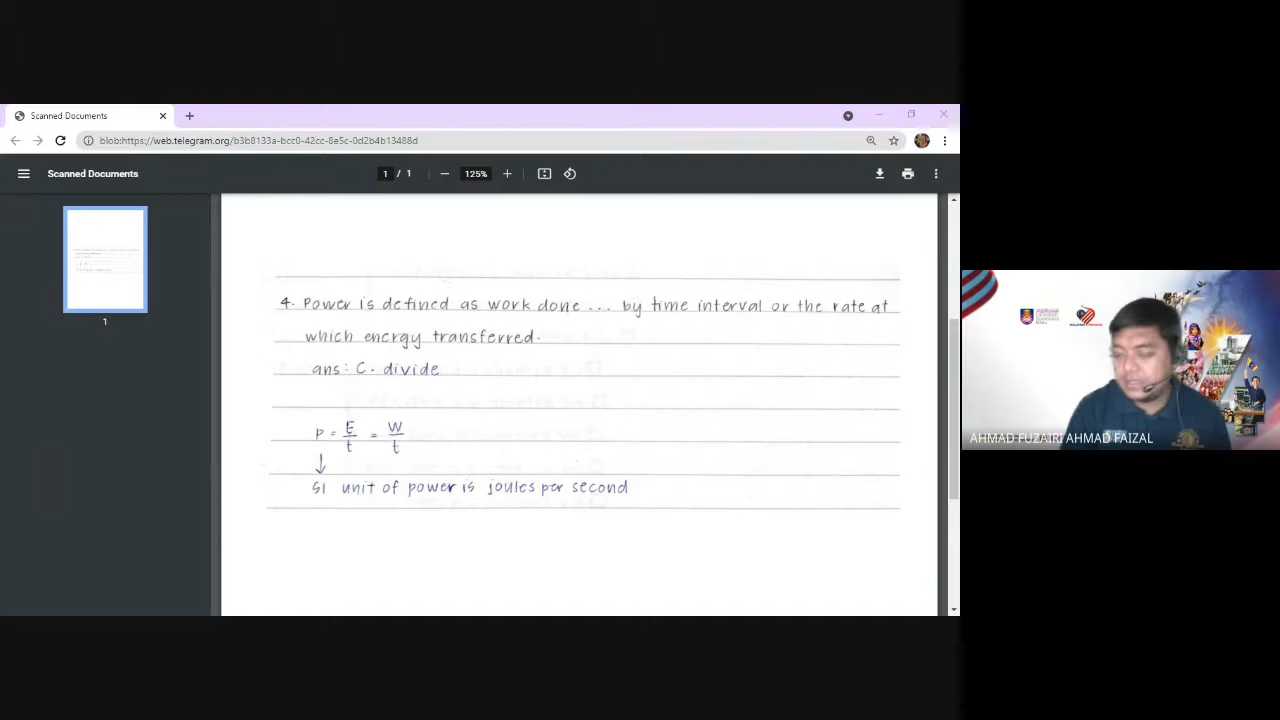 Scanned Documents
blob:https://web.telegram.org/b3b8133a-bcc0-42cc-8e5c-0d2b4b13488d
Scanned Documents
1 / 1
125%
1
4. Power is defined as work done ... by time interval or the rate at
which energy transferred.
ans: C. divide
P = E/t = W/t
SI unit of power is joules per second
AHMAD FUZAIRI AHMAD FAIZAL